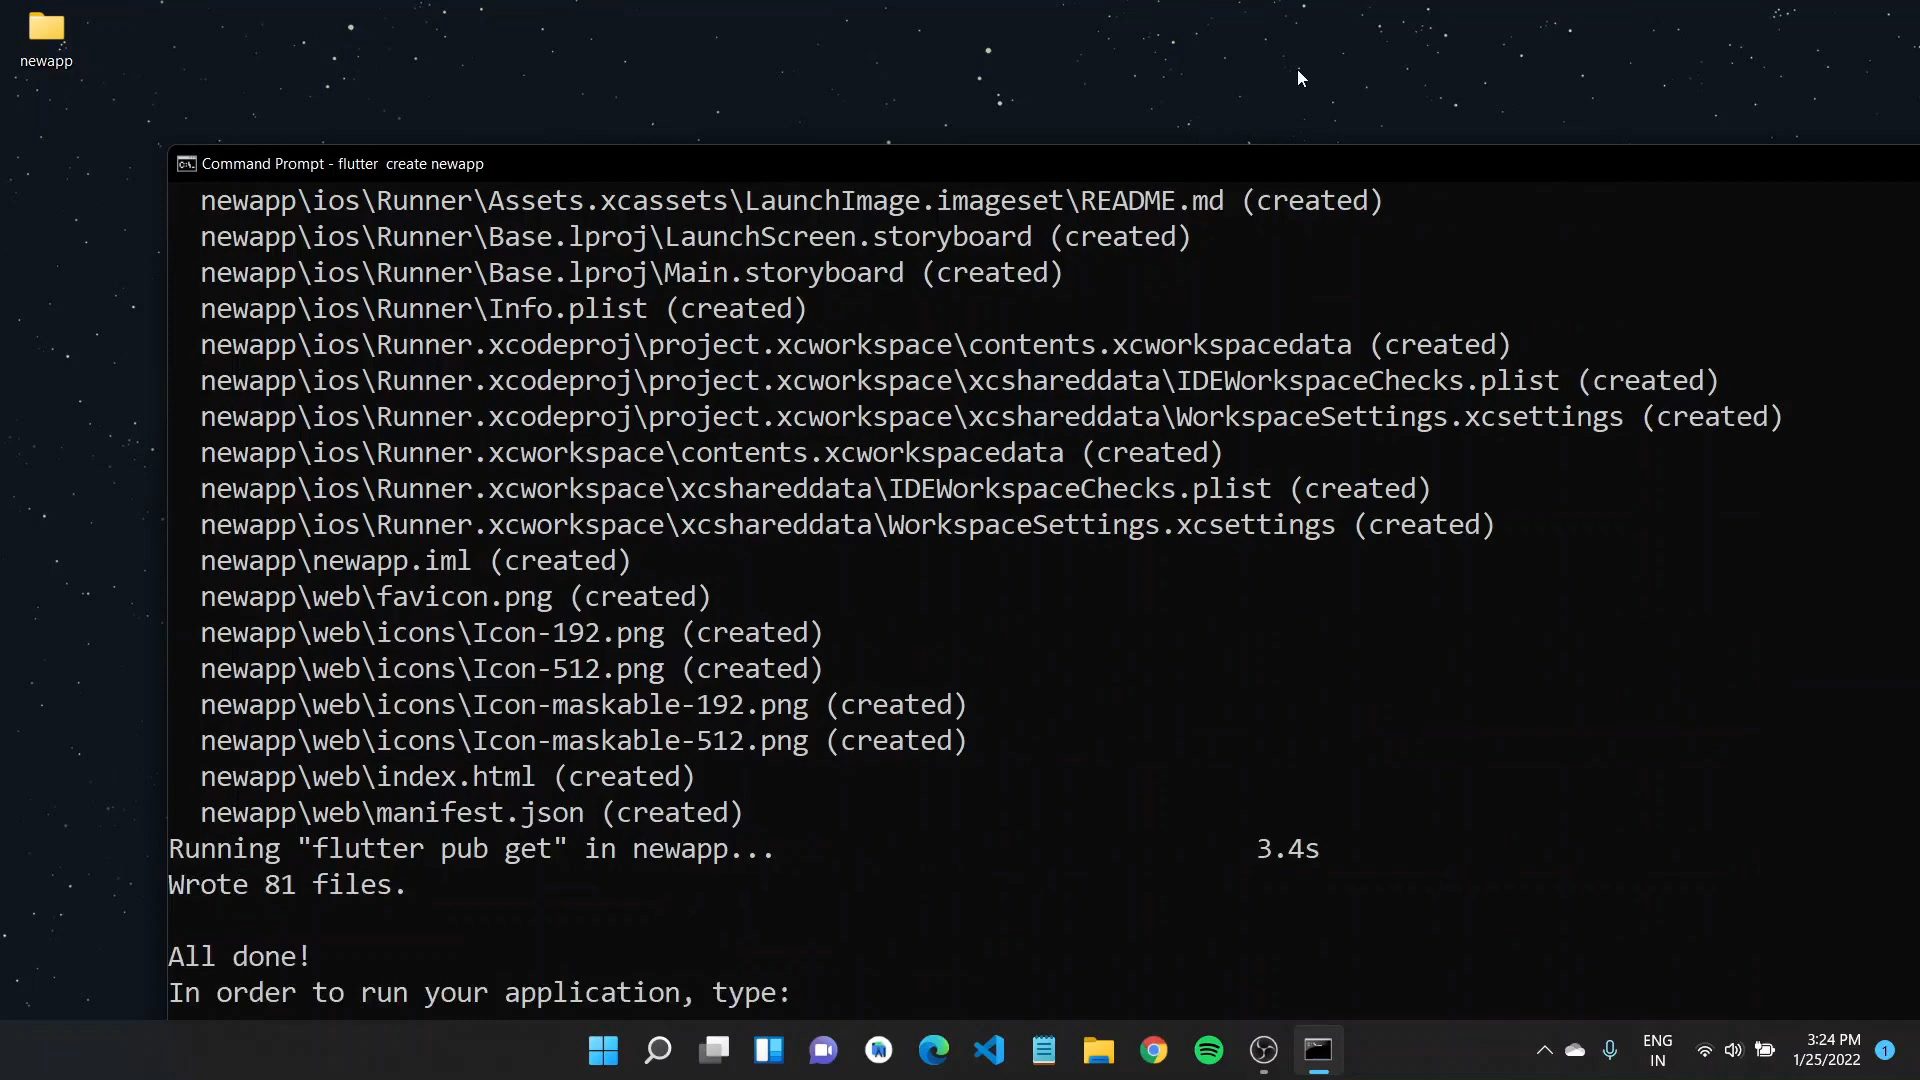 newapp
Command Prompt - flutter  create newapp
newapp\ios\Runner\Assets.xcassets\LaunchImage.imageset\README.md (created)
newapp\ios\Runner\Base.lproj\LaunchScreen.storyboard (created)
newapp\ios\Runner\Base.lproj\Main.storyboard (created)
newapp\ios\Runner\Info.plist (created)
newapp\ios\Runner.xcodeproj\project.xcworkspace\contents.xcworkspacedata (created)
newapp\ios\Runner.xcodeproj\project.xcworkspace\xcshareddata\IDEWorkspaceChecks.plist (created)
newapp\ios\Runner.xcodeproj\project.xcworkspace\xcshareddata\WorkspaceSettings.xcsettings (created)
newapp\ios\Runner.xcworkspace\contents.xcworkspacedata (created)
newapp\ios\Runner.xcworkspace\xcshareddata\IDEWorkspaceChecks.plist (created)
newapp\ios\Runner.xcworkspace\xcshareddata\WorkspaceSettings.xcsettings (created)
newapp\newapp.iml (created)
newapp\web\favicon.png (created)
newapp\web\icons\Icon-192.png (created)
newapp\web\icons\Icon-512.png (created)
newapp\web\icons\Icon-maskable-192.png (created)
newapp\web\icons\Icon-maskable-512.png (created)
newapp\web\index.html (created)
newapp\web\manifest.json (created)
Running "flutter pub get" in newapp... 3.4s
Wrote 81 files.
All done!
In order to run your application, type:
ENG
IN
3:24 PM
1/25/2022
1